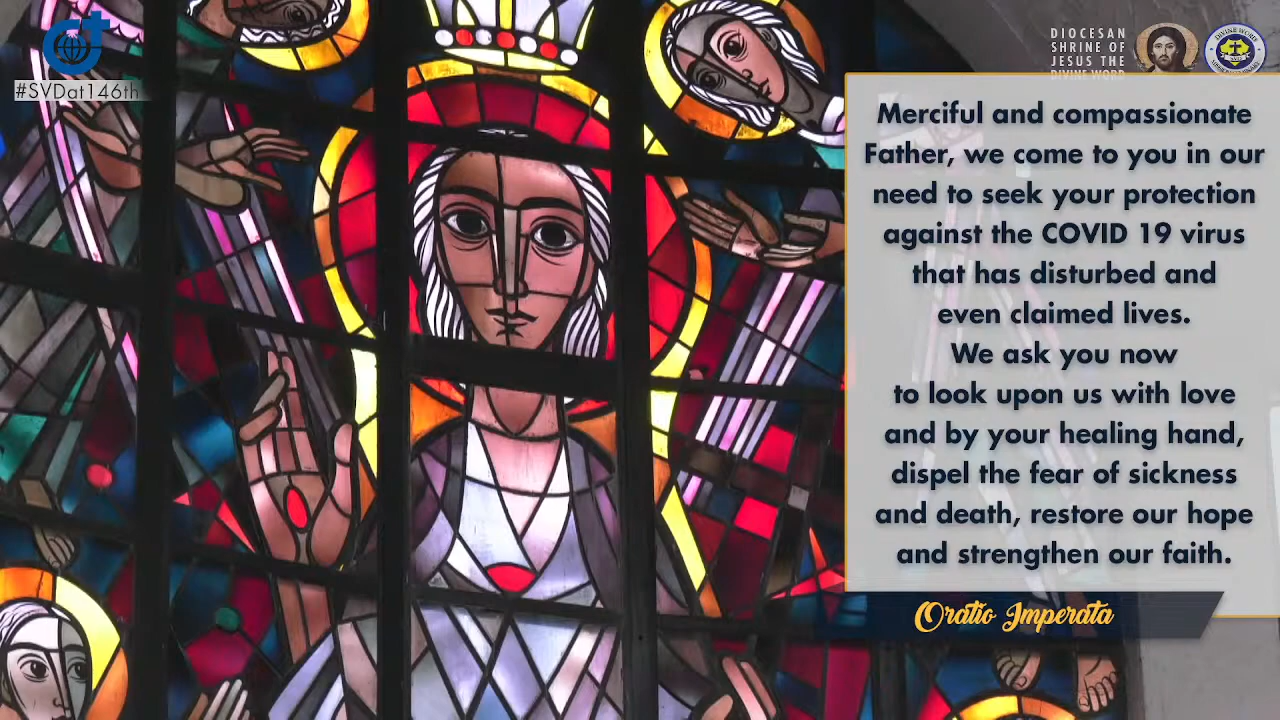 #SVDat146th
DIOCESAN
SHRINE OF
JESUS THE
DIVINE WORD
Merciful and compassionate
Father, we come to you in our
need to seek your protection
against the COVID 19 virus
that has disturbed and
even claimed lives.
We ask you now
to look upon us with love
and by your healing hand,
dispel the fear of sickness
and death, restore our hope
and strengthen our faith.
Oratio Imperata